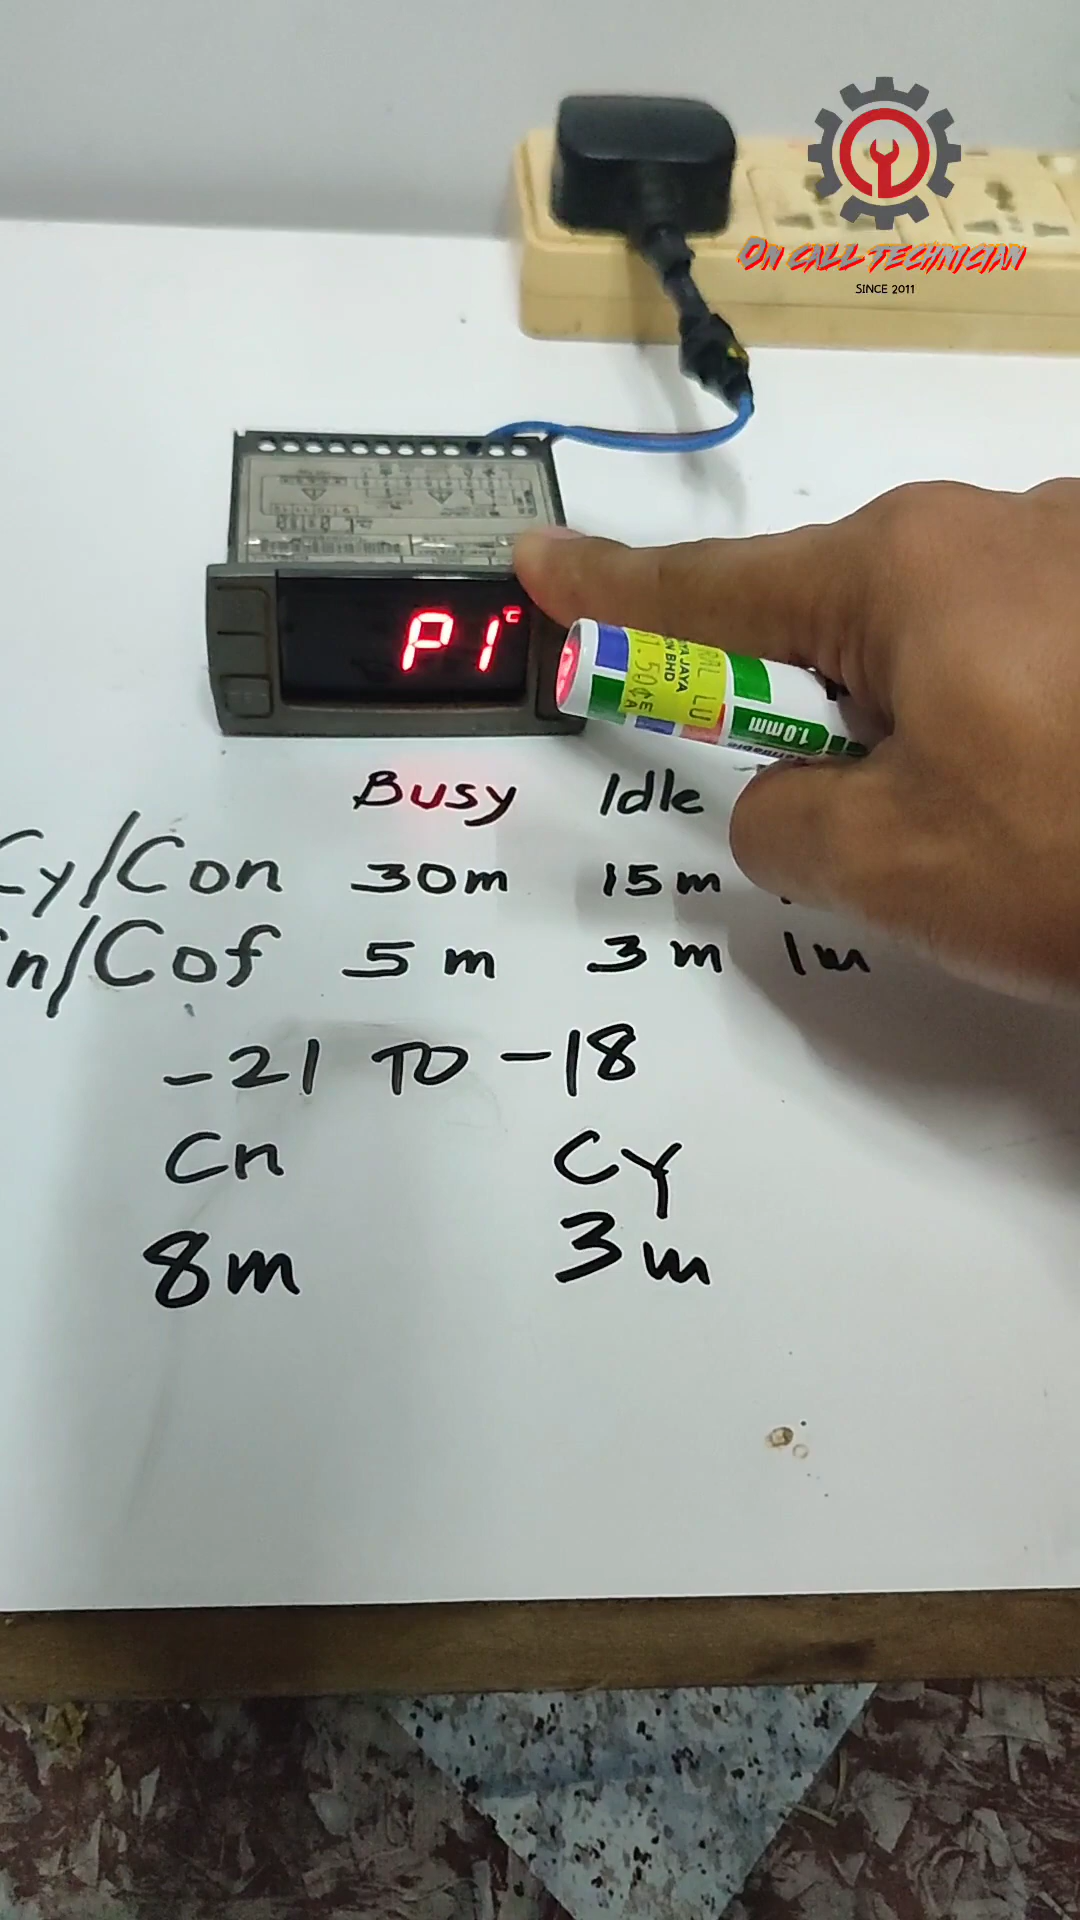 ON CALL TECHNICIAN
SINCE 2011
P1°C
1.0mm
Busy Idle
Cy/Con 30m 15m
n/Cof 5m 3m 1m
-21 TO -18
Cn Cy
8m 3m